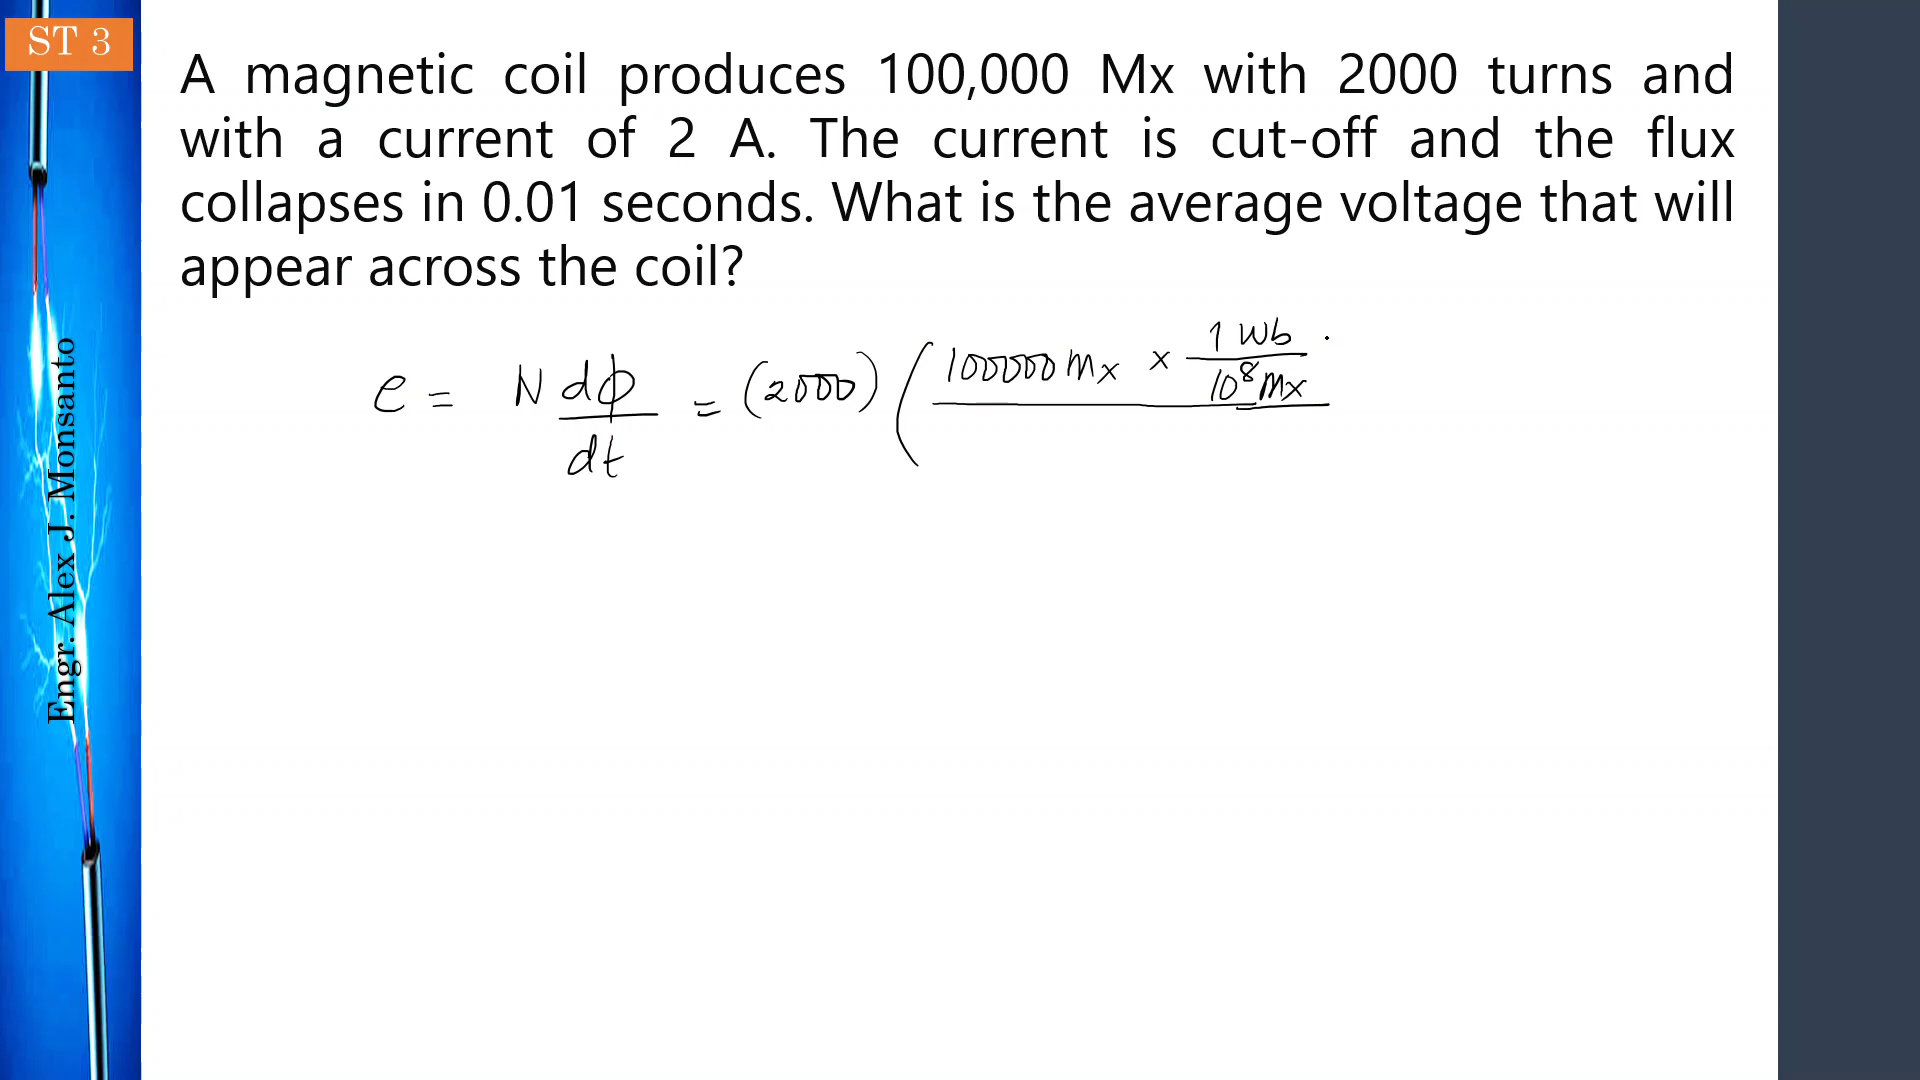 ST 3
A magnetic coil produces 100,000 Mx with 2000 turns and
with a current of 2 A. The current is cut-off and the flux
collapses in 0.01 seconds. What is the average voltage that will
appear across the coil?
e = N dϕ/dt = (2000) (100000 Mx × 1 Wb/10⁸ Mx
Engr. Alex J. Monsanto